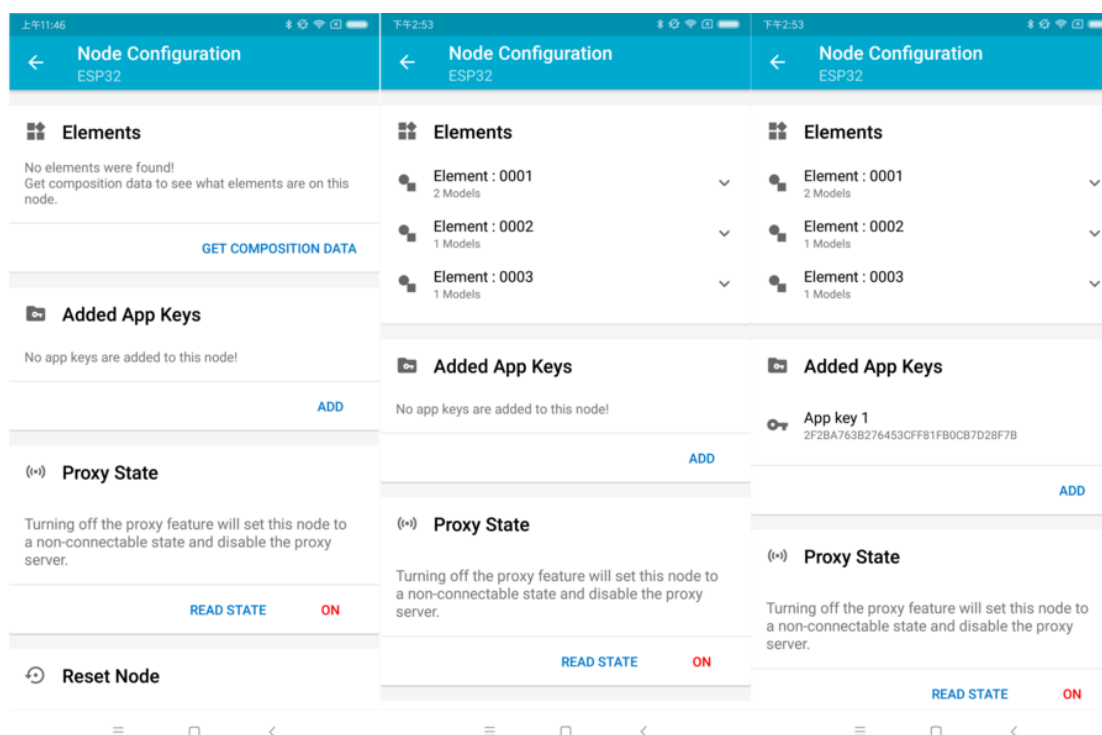 上午11:46
Node Configuration
ESP32
Elements
No elements were found!
Get composition data to see what elements are on this
node.
GET COMPOSITION DATA
Added App Keys
No app keys are added to this node!
ADD
Proxy State
Turning off the proxy feature will set this node to
a non-connectable state and disable the proxy
server.
READ STATE
ON
Reset Node
下午2:53
Node Configuration
ESP32
Elements
Element : 0001
2 Models
Element : 0002
1 Models
Element : 0003
1 Models
Added App Keys
No app keys are added to this node!
ADD
Proxy State
Turning off the proxy feature will set this node to
a non-connectable state and disable the proxy
server.
READ STATE
ON
下午2:53
Node Configuration
ESP32
Elements
Element : 0001
2 Models
Element : 0002
1 Models
Element : 0003
1 Models
Added App Keys
App key 1
2F2BA763B276453CFF81FB0CB7D28F7B
ADD
Proxy State
Turning off the proxy feature will set this node to
a non-connectable state and disable the proxy
server.
READ STATE
ON